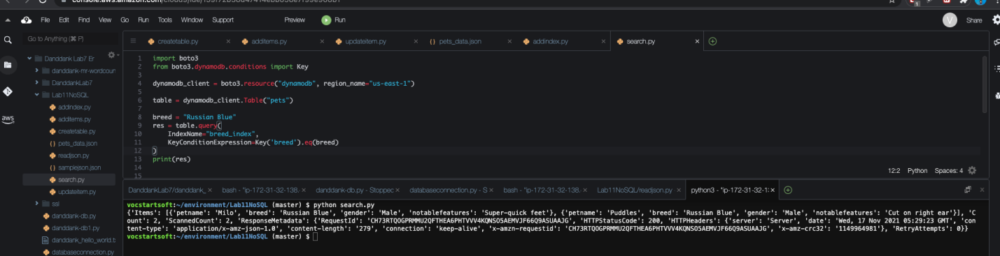 File Edit Find View Go Run Tools Window Support Preview Run
V Share
Go to Anything (⌘ P)
createtable.py × additems.py × updateitem.py × {} pets_data.json × addindex.py × search.py ×
Danddank Lab7 Er
danddank-mr-wordcoun
DanddankLab7
Lab11NoSQL
addindex.py
additems.py
createtable.py
{} pets_data.json
readjson.py
{} samplejson.json
search.py
updateitem.py
ssl
danddank-db.py
danddank-db1.py
danddank_hello_world.t
databaseconnection.py
aws
1 import boto3
2 from boto3.dynamodb.conditions import Key
3
4 dynamodb_client = boto3.resource("dynamodb", region_name="us-east-1")
5
6 table = dynamodb_client.Table("pets")
7
8 breed = "Russian Blue"
9 res = table.query(
10 IndexName="breed_index",
11 KeyConditionExpression=Key('breed').eq(breed)
12 )
13 print(res)
14
15
12:2 Python Spaces: 4
DanddankLab7/danddank_ × bash - "ip-172-31-32-138. × danddank-db.py - Stoppec × databaseconnection.py - S × bash - "ip-172-31-32-138. × Lab11NoSQL/readjson.py × python3 - "ip-172-31-32-13 ×
vocstartsoft:~/environment/Lab11NoSQL (master) $ python search.py
{'Items': [{'petname': 'Milo', 'breed': 'Russian Blue', 'gender': 'Male', 'notablefeatures': 'Super-quick feet'}, {'petname': 'Puddles', 'breed': 'Russian Blue', 'gender': 'Male', 'notablefeatures': 'Cut on right ear'}], 'C
ount': 2, 'ScannedCount': 2, 'ResponseMetadata': {'RequestId': 'CH73RTQOGPRMMU2QFTHEA6PHTVVV4KQNSO5AEMVJF66Q9ASUAAJG', 'HTTPStatusCode': 200, 'HTTPHeaders': {'server': 'Server', 'date': 'Wed, 17 Nov 2021 05:29:23 GMT', 'con
tent-type': 'application/x-amz-json-1.0', 'content-length': '279', 'connection': 'keep-alive', 'x-amzn-requestid': 'CH73RTQOGPRMMU2QFTHEA6PHTVVV4KQNSO5AEMVJF66Q9ASUAAJG', 'x-amz-crc32': '1149964981'}, 'RetryAttempts': 0}}
vocstartsoft:~/environment/Lab11NoSQL (master) $